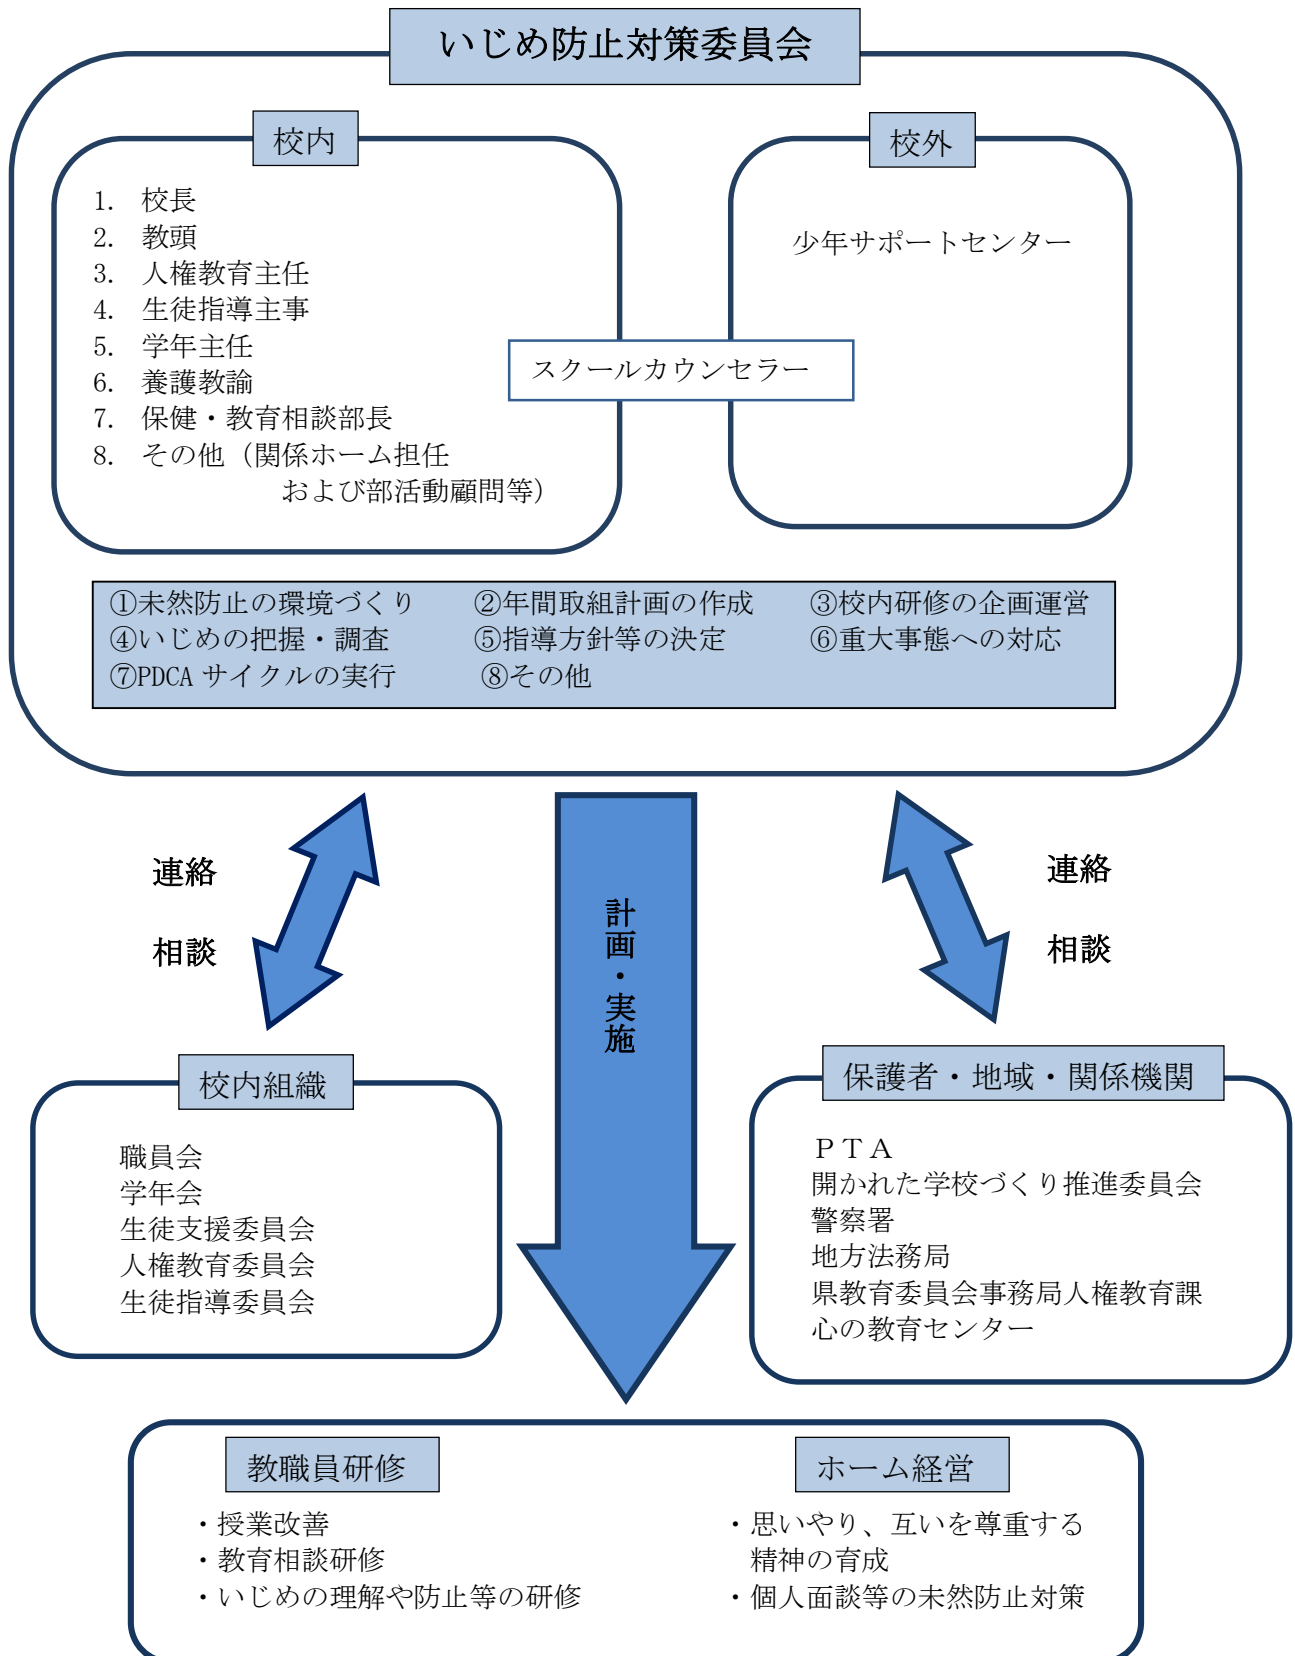 いじめ防止対策委員会
校内
1. 校長
2. 教頭
3. 人権教育主任
4. 生徒指導主事
5. 学年主任
6. 養護教諭
7. 保健・教育相談部長
8. その他（関係ホーム担任
および部活動顧問等）
校外
少年サポートセンター
スクールカウンセラー
①未然防止の環境づくり ②年間取組計画の作成 ③校内研修の企画運営
④いじめの把握・調査 ⑤指導方針等の決定 ⑥重大事態への対応
⑦PDCA サイクルの実行 ⑧その他
連絡
相談
計画・実施
連絡
相談
校内組織
職員会
学年会
生徒支援委員会
人権教育委員会
生徒指導委員会
保護者・地域・関係機関
ＰＴＡ
開かれた学校づくり推進委員会
警察署
地方法務局
県教育委員会事務局人権教育課
心の教育センター
教職員研修
・授業改善
・教育相談研修
・いじめの理解や防止等の研修
ホーム経営
・思いやり、互いを尊重する
精神の育成
・個人面談等の未然防止対策